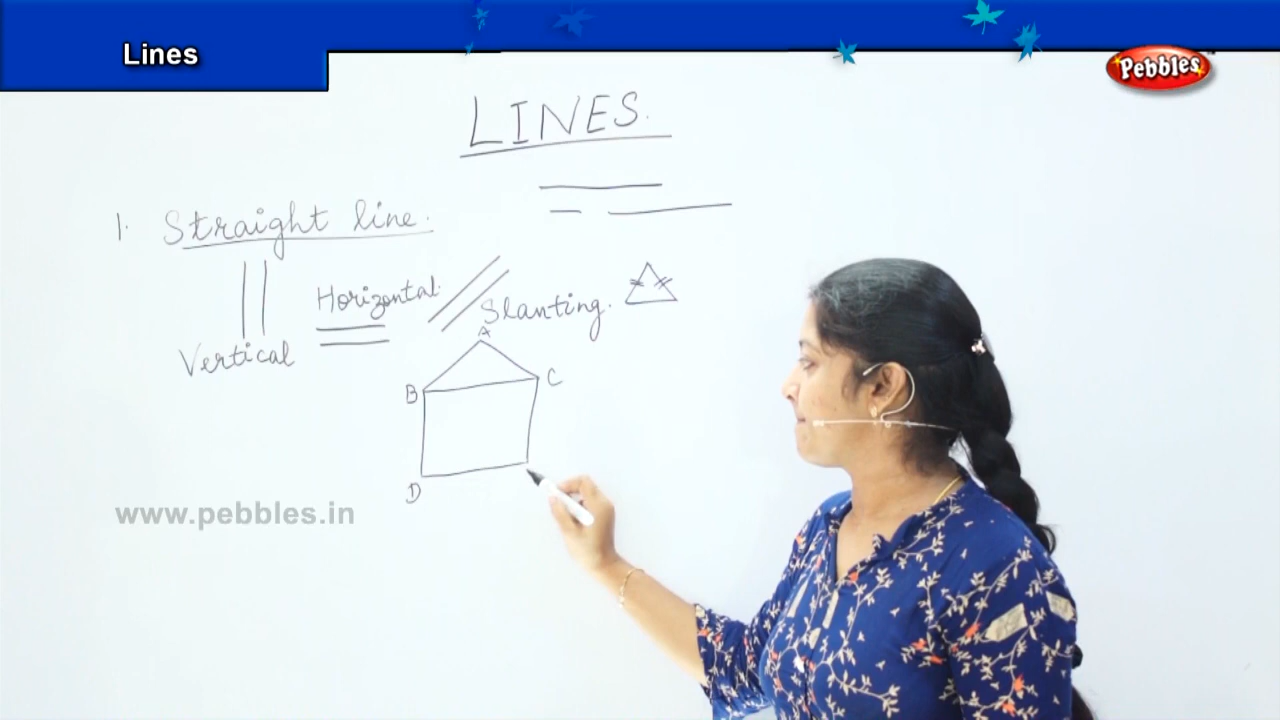 Lines
Pebbles
LINES.
1. Straight line.
Horizontal.
Slanting.
Vertical
A
B
C
D
www.pebbles.in